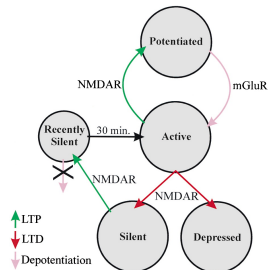 Potentiated
NMDAR
mGluR
Recently
Silent
30 min.
Active
NMDAR
NMDAR
Silent
Depressed
LTP
LTD
Depotentiation